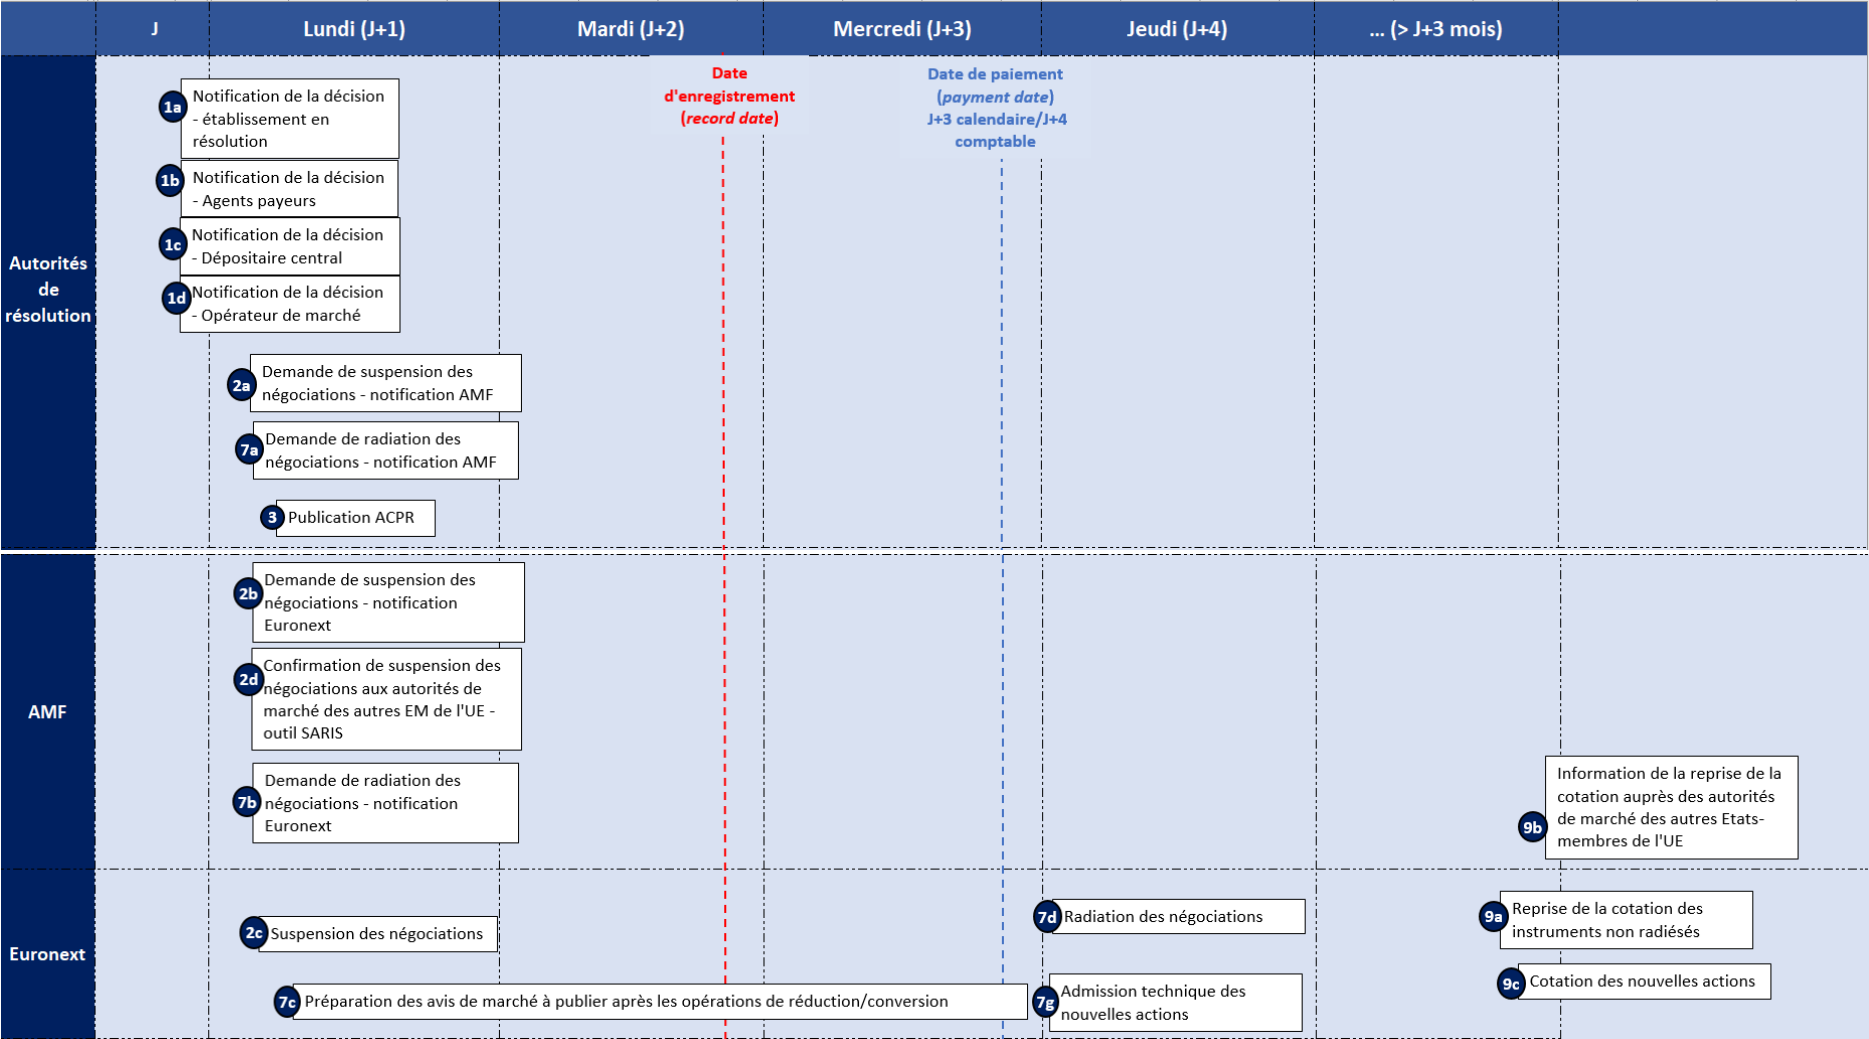 J
Lundi (J+1)
Mardi (J+2)
Mercredi (J+3)
Jeudi (J+4)
... (> J+3 mois)
Date
d'enregistrement
(record date)
Date de paiement
(payment date)
J+3 calendaire/J+4
comptable
Autorités
de
résolution
1a
Notification de la décision
- établissement en
résolution
1b
Notification de la décision
- Agents payeurs
1c
Notification de la décision
- Dépositaire central
1d
Notification de la décision
- Opérateur de marché
2a
Demande de suspension des
négociations - notification AMF
7a
Demande de radiation des
négociations - notification AMF
3
Publication ACPR
AMF
2b
Demande de suspension des
négociations - notification
Euronext
2d
Confirmation de suspension des
négociations aux autorités de
marché des autres EM de l'UE -
outil SARIS
7b
Demande de radiation des
négociations - notification
Euronext
9b
Information de la reprise de la
cotation auprès des autorités
de marché des autres Etats-
membres de l'UE
Euronext
2c
Suspension des négociations
7c
Préparation des avis de marché à publier après les opérations de réduction/conversion
7d
Radiation des négociations
7g
Admission technique des
nouvelles actions
9a
Reprise de la cotation des
instruments non radiésés
9c
Cotation des nouvelles actions